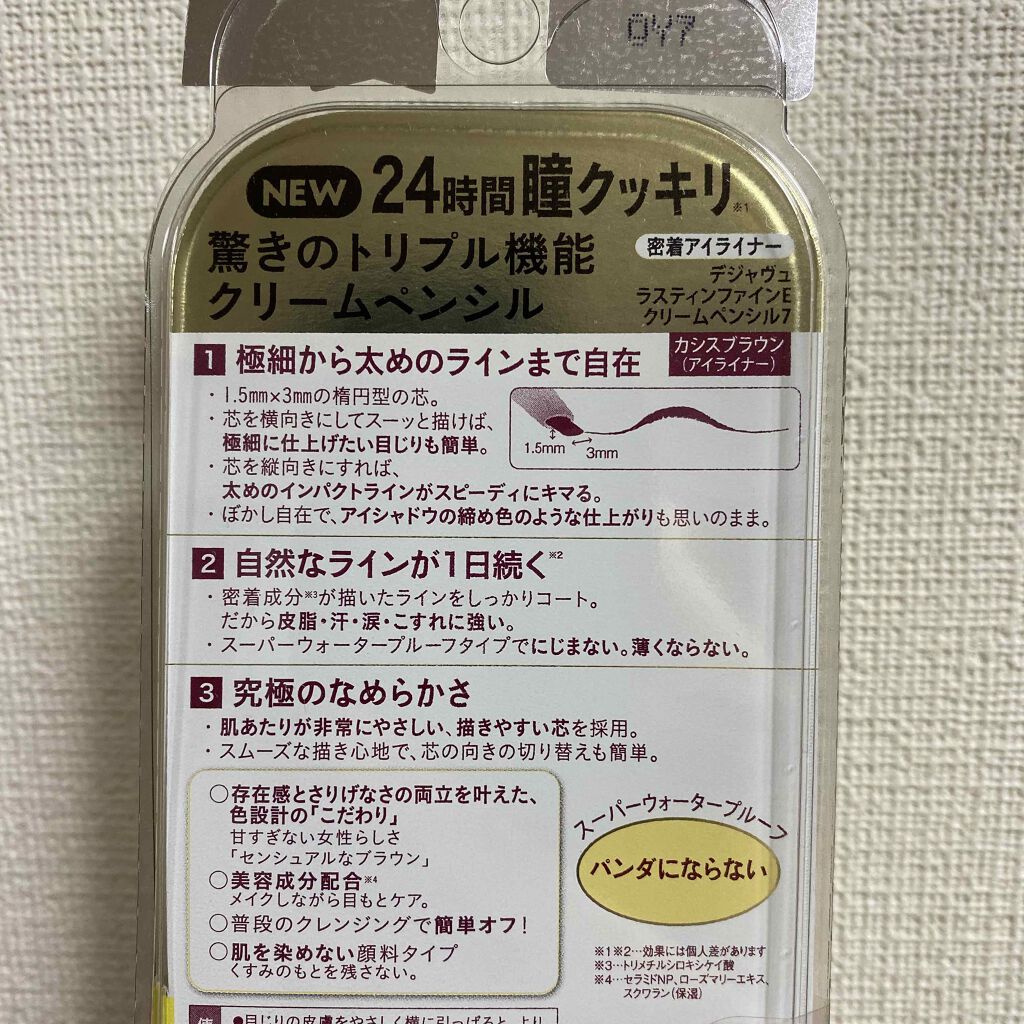 0Y7
NEW 24時間瞳クッキリ※1
驚きのトリプル機能
クリームペンシル
密着アイライナー
デジャヴュ
ラスティンファインE
クリームペンシル7
カシスブラウン
(アイライナー)
1 極細から太めのラインまで自在
・1.5mm×3mmの楕円型の芯。
・芯を横向きにしてスーッと描けば、
極細に仕上げたい目じりも簡単。
・芯を縦向きにすれば、
太めのインパクトラインがスピーディにキマる。
・ぼかし自在で、アイシャドウの締め色のような仕上がりも思いのまま。
1.5mm
3mm
2 自然なラインが1日続く※2
・密着成分※3が描いたラインをしっかりコート。
だから皮脂・汗・涙・こすれに強い。
・スーパーウォータープルーフタイプでにじまない。薄くならない。
3 究極のなめらかさ
・肌あたりが非常にやさしい、描きやすい芯を採用。
・スムーズな描き心地で、芯の向きの切り替えも簡単。
○存在感とさりげなさの両立を叶えた、
色設計の「こだわり」
甘すぎない女性らしさ
「センシュアルなブラウン」
○美容成分配合※4
メイクしながら目もとケア。
○普段のクレンジングで簡単オフ!
○肌を染めない顔料タイプ
くすみのもとを残さない。
スーパーウォータープルーフ
パンダにならない
※1※2…効果には個人差があります
※3…トリメチルシロキシケイ酸
※4…セラミドNP、ローズマリーエキス、
スクワラン(保湿)
●目じりの皮膚をやさしく横に引っぱると、より